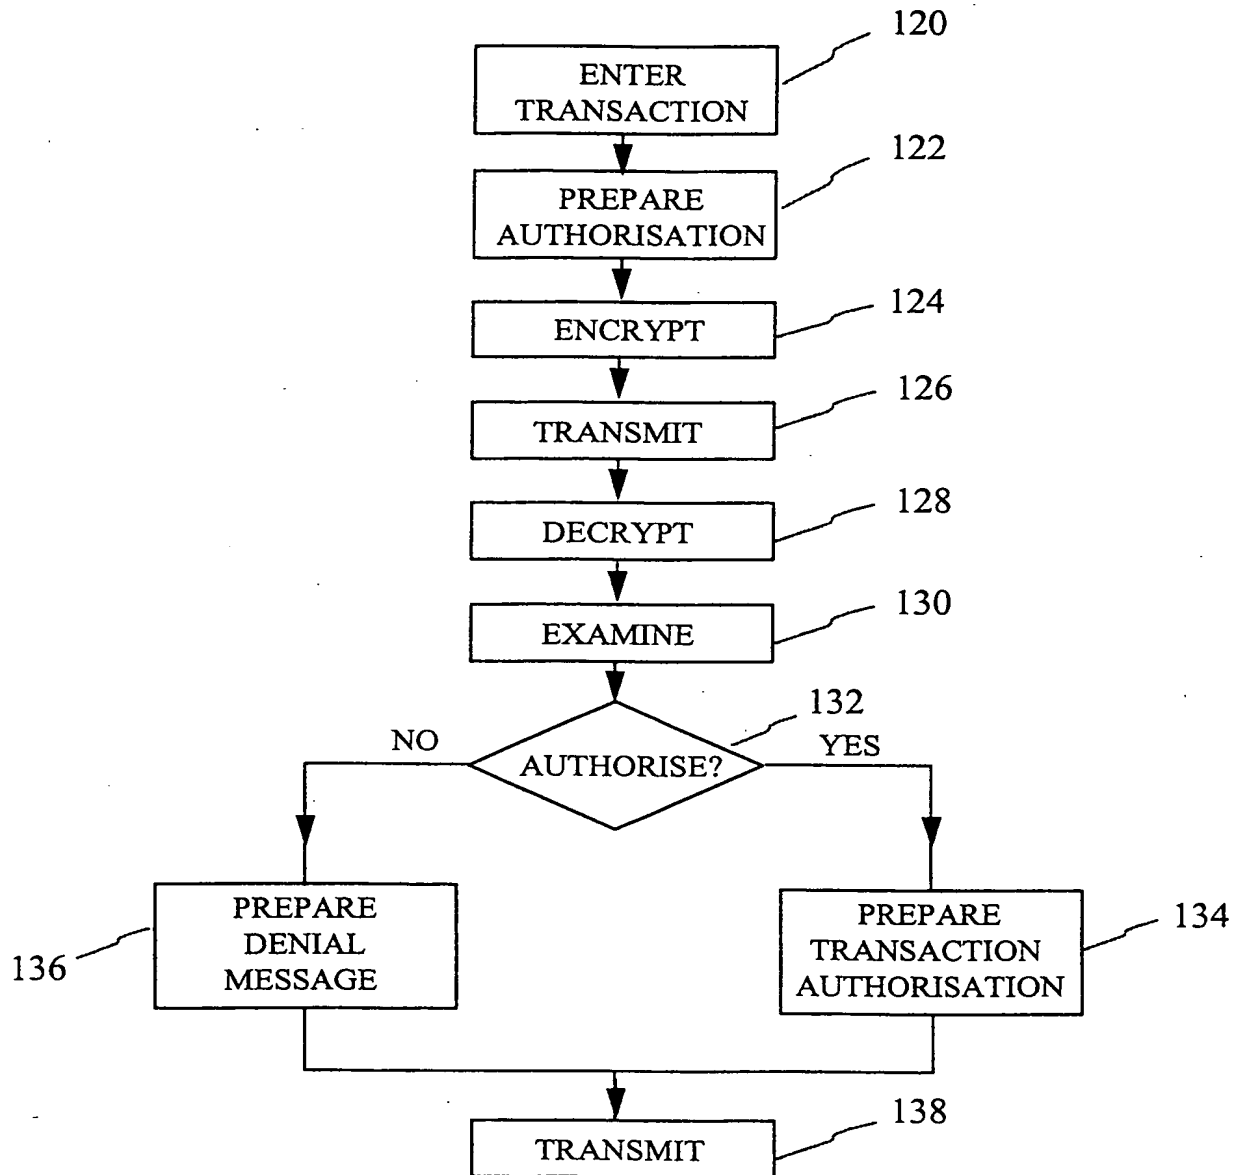 120
ENTER
TRANSACTION
122
PREPARE
AUTHORISATION
124
ENCRYPT
126
TRANSMIT
128
DECRYPT
130
EXAMINE
132
NO
AUTHORISE?
YES
PREPARE
DENIAL
MESSAGE
136
PREPARE
TRANSACTION
AUTHORISATION
134
138
TRANSMIT